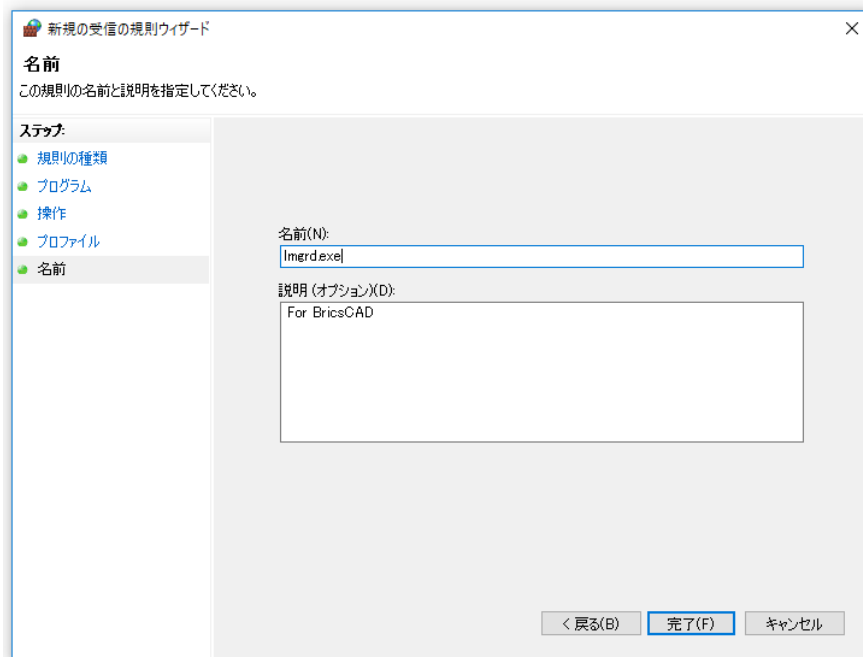 新規の受信の規則ウィザード
名前
この規則の名前と説明を指定してください。
ステップ:
規則の種類
プログラム
操作
プロファイル
名前
名前(N):
lmgrd.exe
説明 (オプション)(D):
For BricsCAD
< 戻る(B)
完了(F)
キャンセル